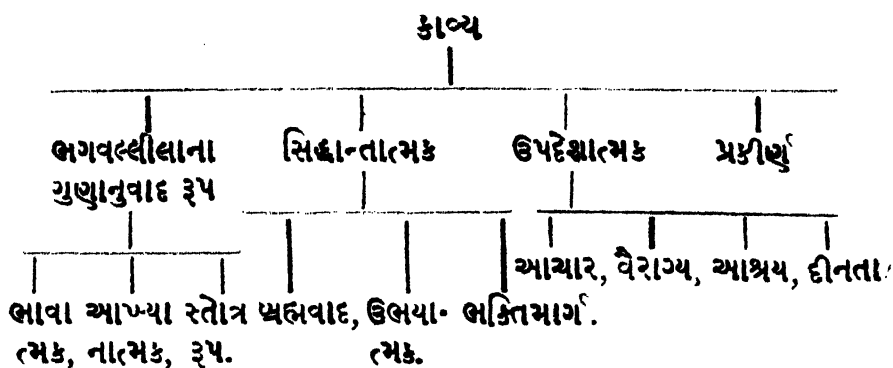 કાવ્ય
ભગવલ્લીલાના સિદ્ધાન્તાત્મક ઉપદેશાત્મક પ્રકીર્ણ
ગુણાનુવાદ રૂપ
આચાર, વૈરાગ્ય, આશ્રય, દીનતા.
ભાવા આખ્યા સ્તોત્ર બ્રહ્મવાદ, ઉભયા- ભક્તિમાર્ગ.
ત્મક, નાત્મક, રૂપ. ત્મક.